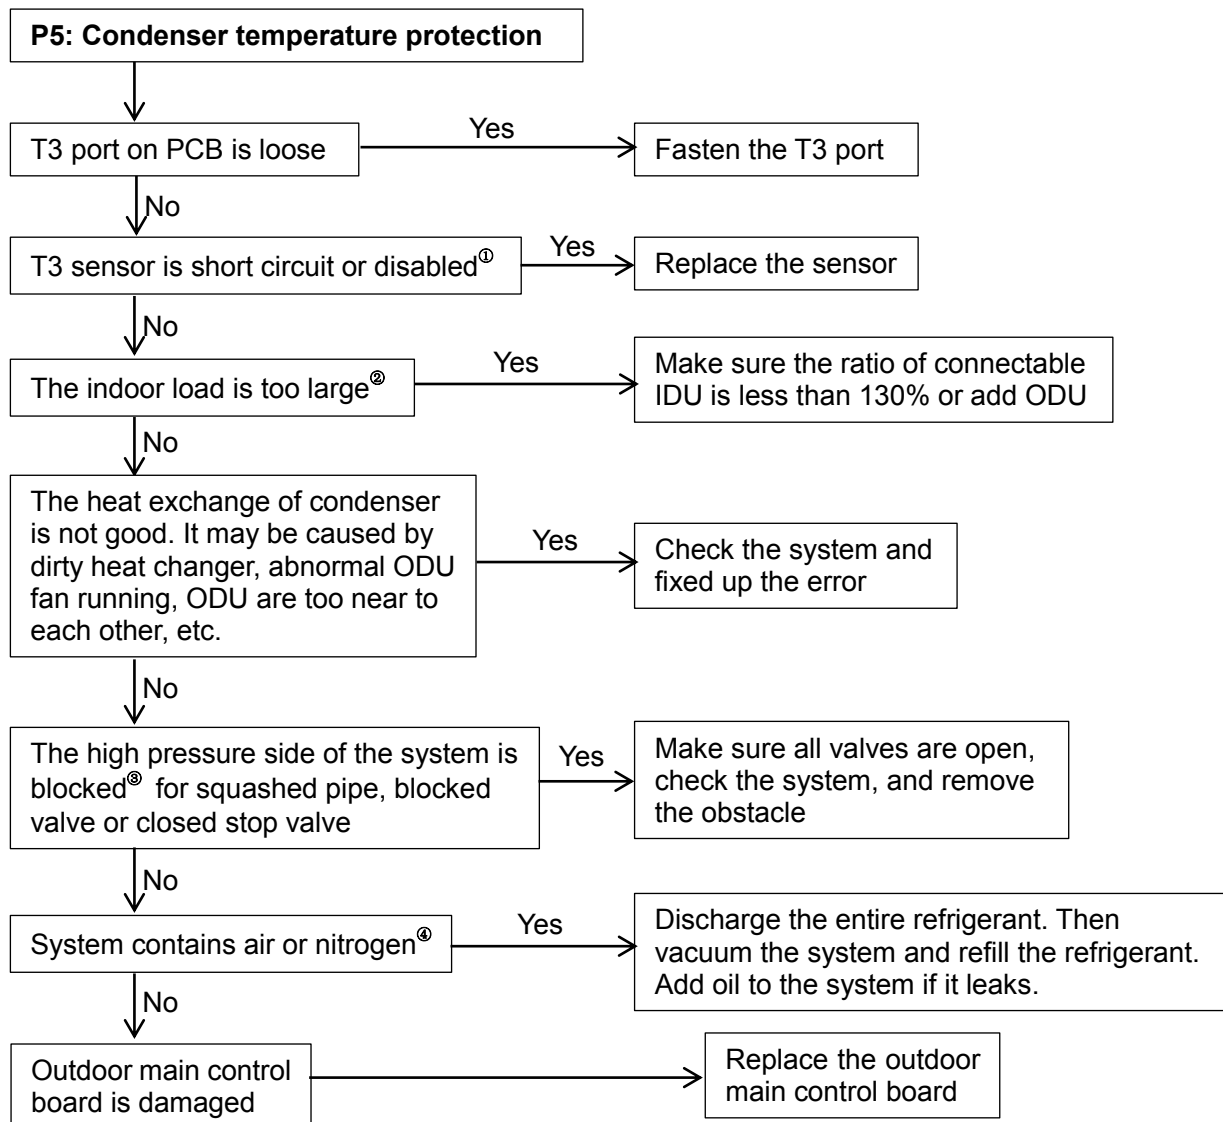 P5: Condenser temperature protection
T3 port on PCB is loose
Yes
Fasten the T3 port
No
T3 sensor is short circuit or disabled①
Yes
Replace the sensor
No
The indoor load is too large②
Yes
Make sure the ratio of connectable
IDU is less than 130% or add ODU
No
The heat exchange of condenser
is not good. It may be caused by
dirty heat changer, abnormal ODU
fan running, ODU are too near to
each other, etc.
Yes
Check the system and
fixed up the error
No
The high pressure side of the system is
blocked③ for squashed pipe, blocked
valve or closed stop valve
Yes
Make sure all valves are open,
check the system, and remove
the obstacle
No
System contains air or nitrogen④
Yes
Discharge the entire refrigerant. Then
vacuum the system and refill the refrigerant.
Add oil to the system if it leaks.
No
Outdoor main control
board is damaged
Replace the outdoor
main control board